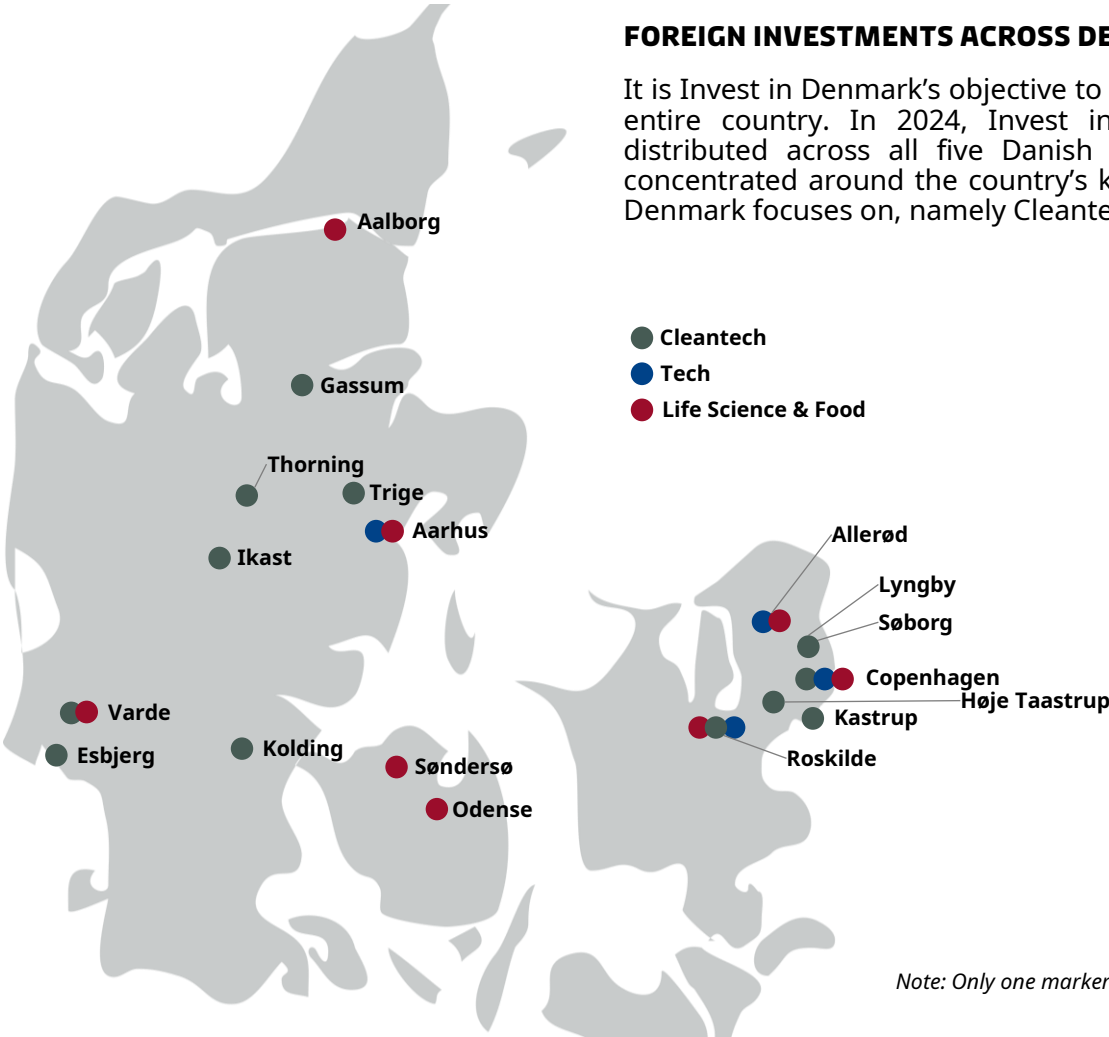 FOREIGN INVESTMENTS ACROSS DE
It is Invest in Denmark's objective to
entire country. In 2024, Invest in
distributed across all five Danish
concentrated around the country's k
Denmark focuses on, namely Cleante
Aalborg
Cleantech
Tech
Life Science & Food
Gassum
Thorning
Trige
Aarhus
Ikast
Allerød
Lyngby
Søborg
Copenhagen
Høje Taastrup
Kastrup
Roskilde
Varde
Esbjerg
Kolding
Søndersø
Odense
Note: Only one marker